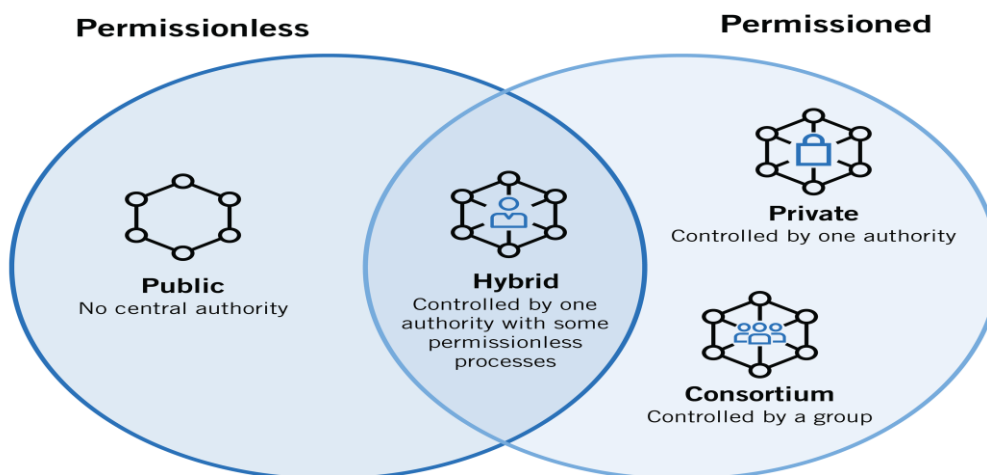 Permissionless
Permissioned
Public
No central authority
Hybrid
Controlled by one
authority with some
permissionless
processes
Private
Controlled by one authority
Consortium
Controlled by a group